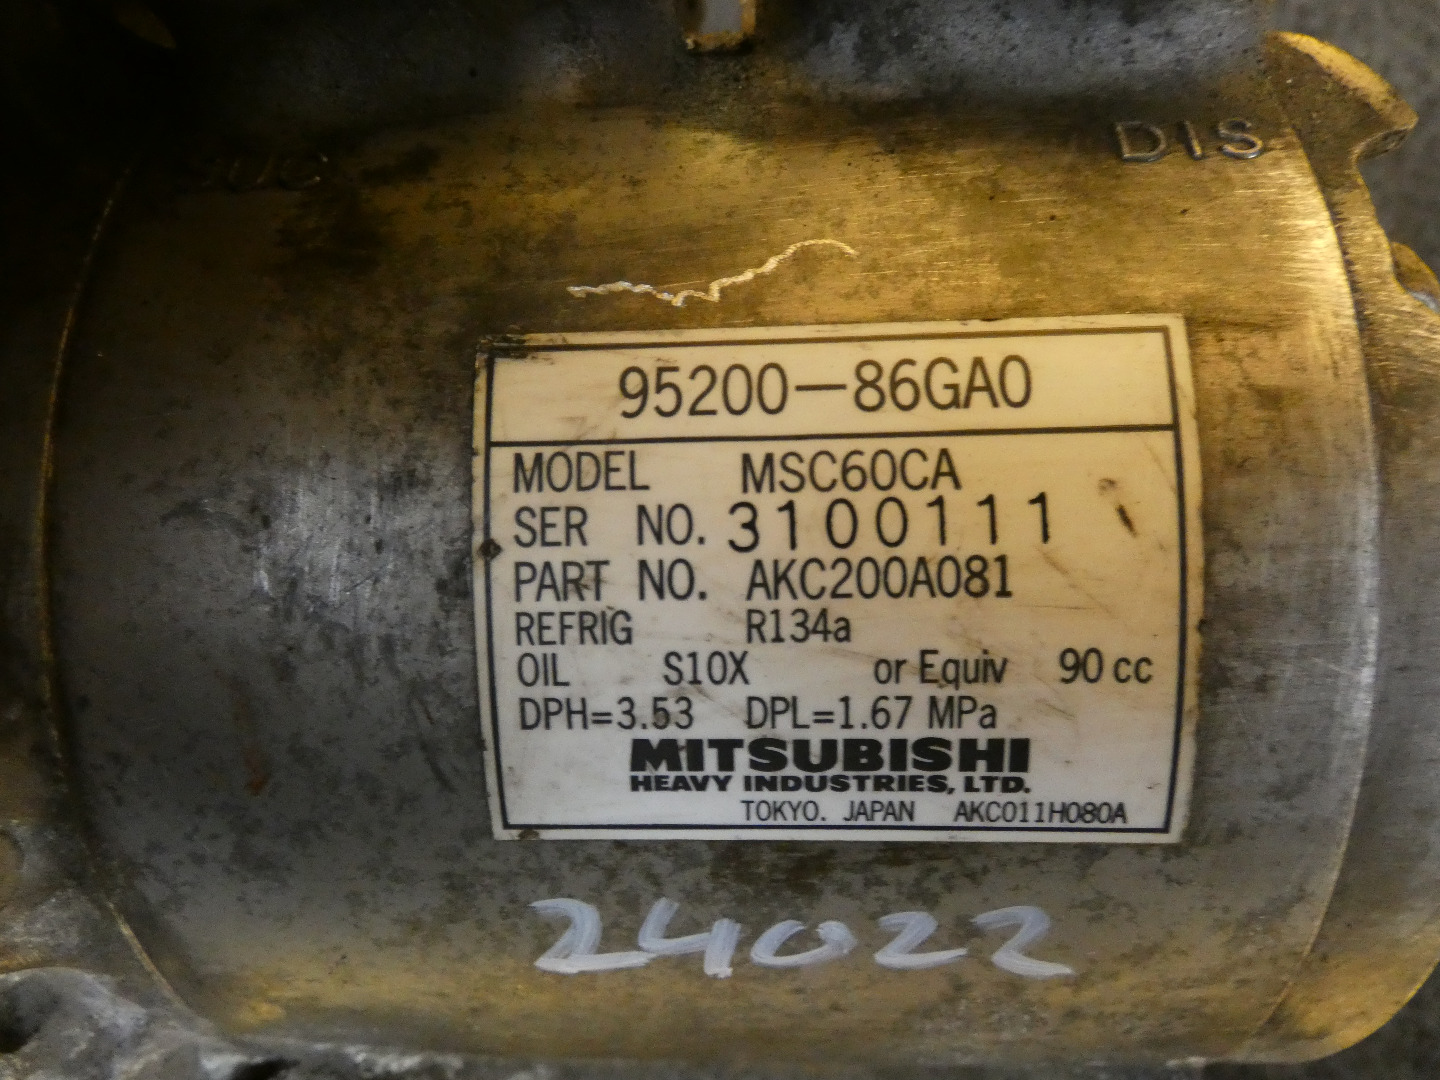 DIS
95200-86GA0
MODEL MSC60CA
SER NO. 3100111
PART NO. AKC200A081
REFRIG R134a
OIL S10X or Equiv 90 cc
DPH=3.53 DPL=1.67 MPa
MITSUBISHI
HEAVY INDUSTRIES, LTD.
TOKYO. JAPAN AKC011H080A
24022